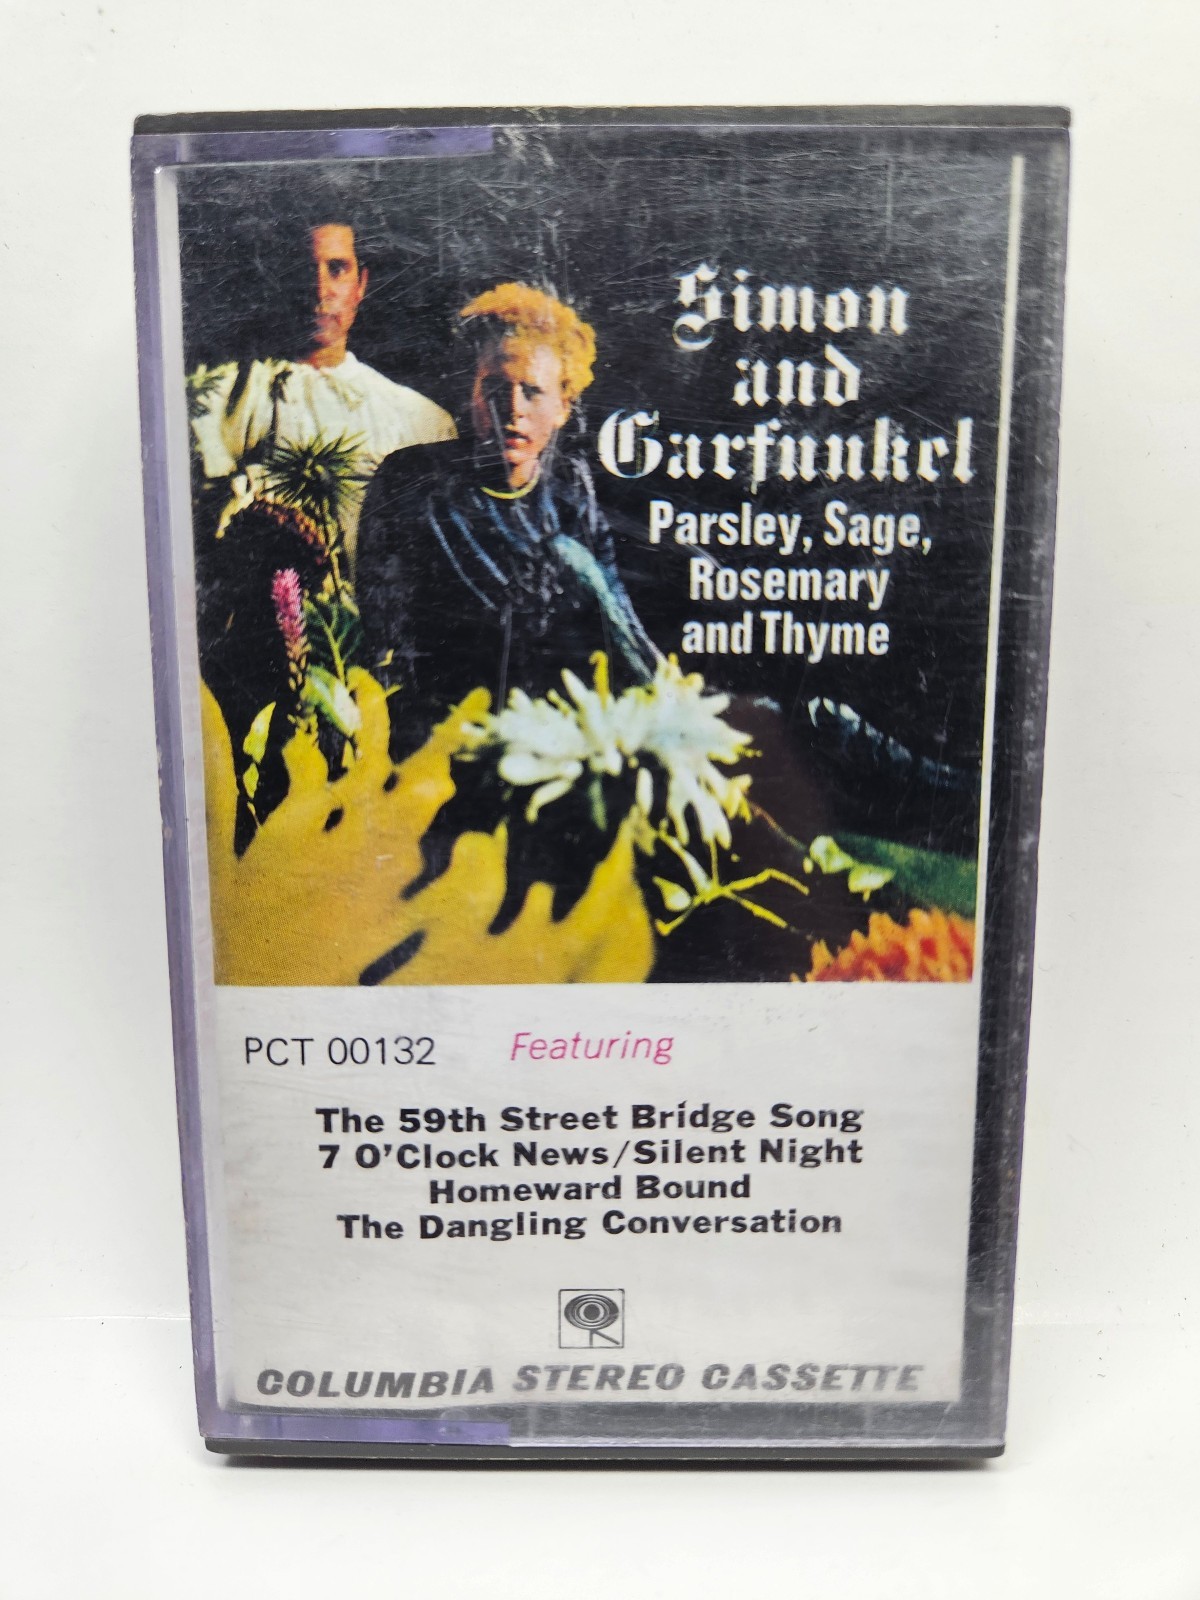 Simon
and
Garfunkel
Parsley, Sage,
Rosemary
and Thyme
PCT 00132 Featuring
The 59th Street Bridge Song
7 O'Clock News/Silent Night
Homeward Bound
The Dangling Conversation
COLUMBIA STEREO CASSETTE